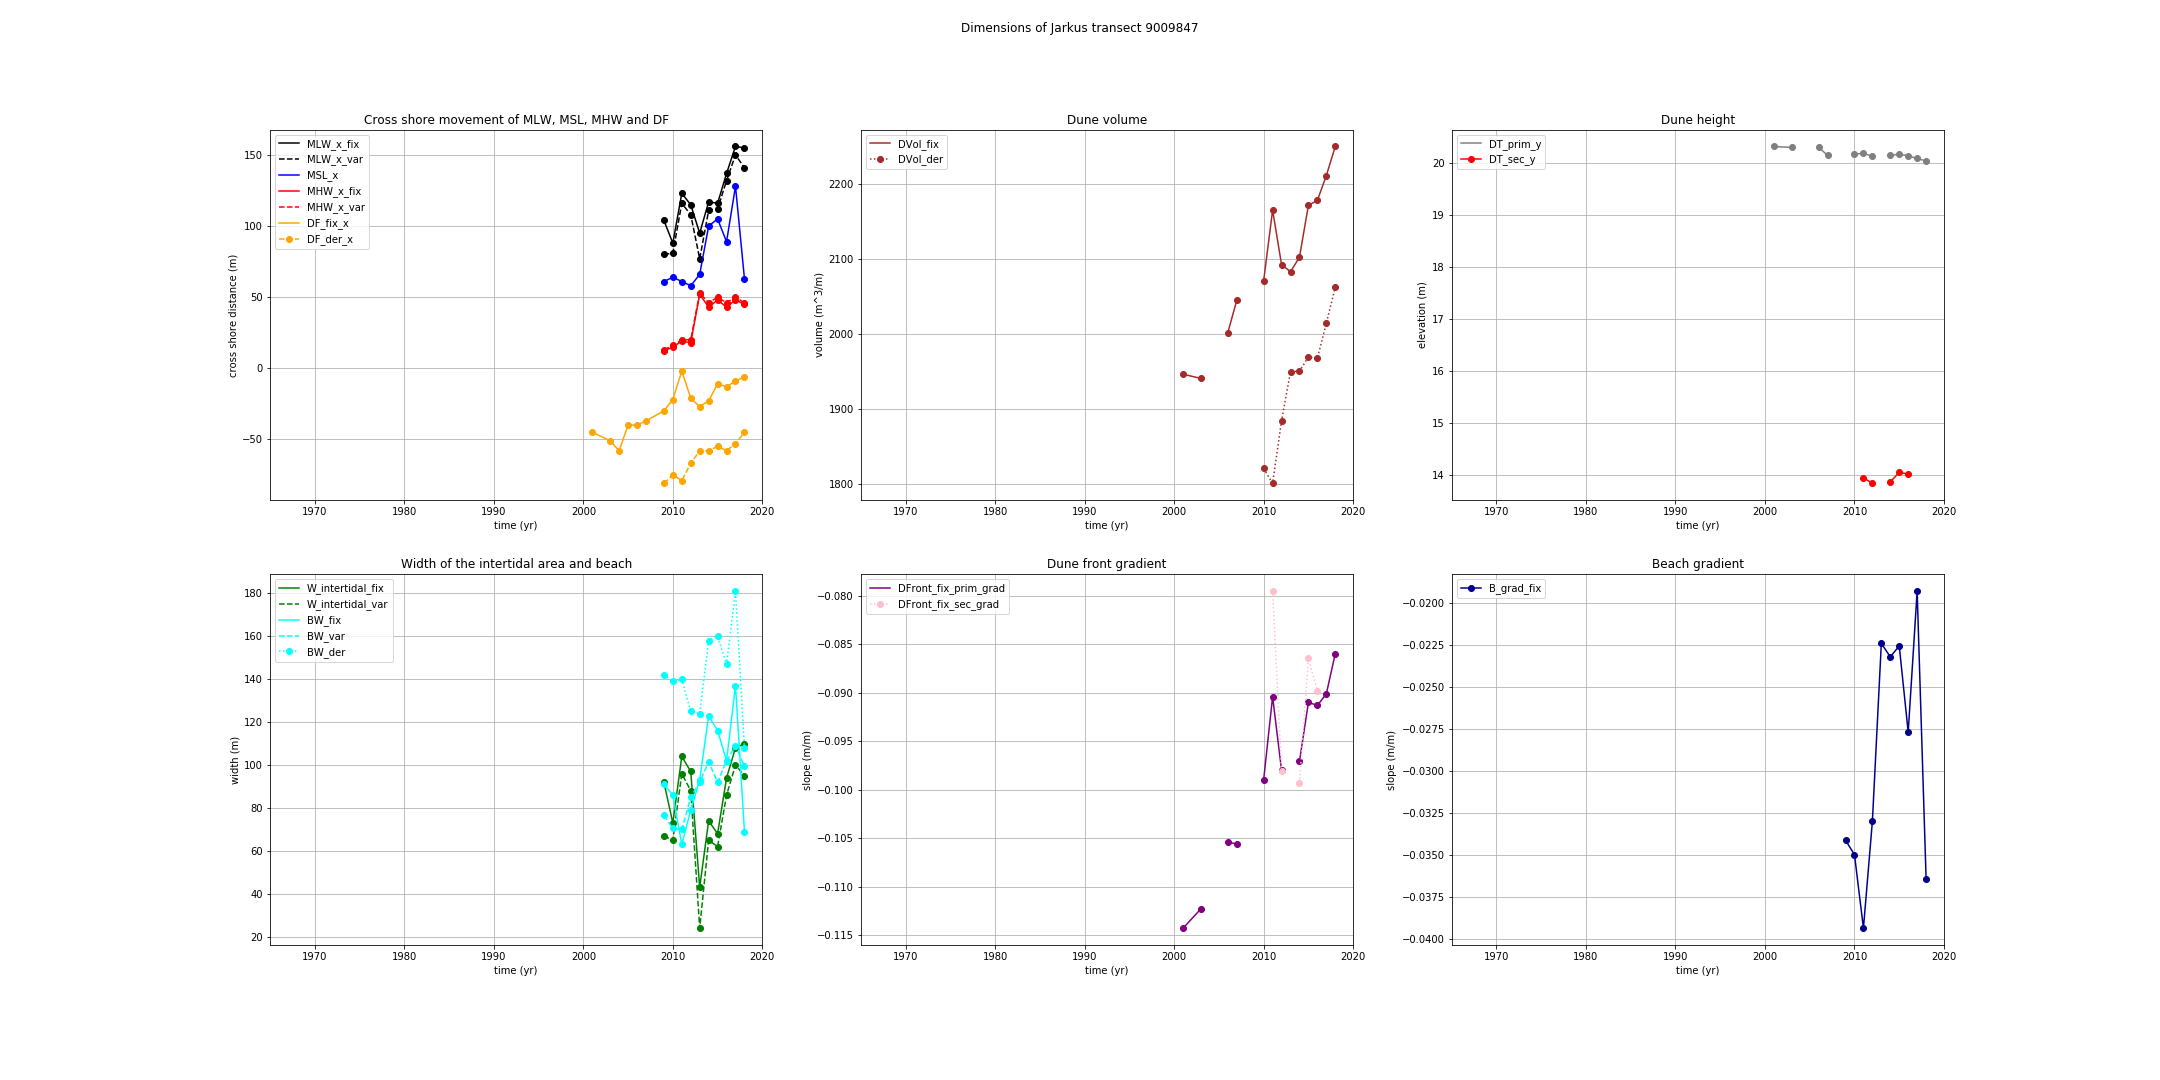 Dimensions of Jarkus transect 9009847
Cross shore movement of MLW, MSL, MHW and DF
MLW_x_fix
MLW_x_var
MSL_x
MHW_x_fix
MHW_x_var
DF_fix_x
DF_der_x
150
100
50
0
−50
cross shore distance (m)
1970 1980 1990 2000 2010 2020
time (yr)
Dune volume
DVol_fix
DVol_der
2200
2100
2000
1900
1800
volume (m^3/m)
1970 1980 1990 2000 2010 2020
time (yr)
Dune height
DT_prim_y
DT_sec_y
20
19
18
17
16
15
14
elevation (m)
1970 1980 1990 2000 2010 2020
time (yr)
Width of the intertidal area and beach
W_intertidal_fix
W_intertidal_var
BW_fix
BW_var
BW_der
180
160
140
120
100
80
60
40
20
width (m)
1970 1980 1990 2000 2010 2020
time (yr)
Dune front gradient
DFront_fix_prim_grad
DFront_fix_sec_grad
−0.080
−0.085
−0.090
−0.095
−0.100
−0.105
−0.110
−0.115
slope (m/m)
1970 1980 1990 2000 2010 2020
time (yr)
Beach gradient
B_grad_fix
−0.0200
−0.0225
−0.0250
−0.0275
−0.0300
−0.0325
−0.0350
−0.0375
−0.0400
slope (m/m)
1970 1980 1990 2000 2010 2020
time (yr)